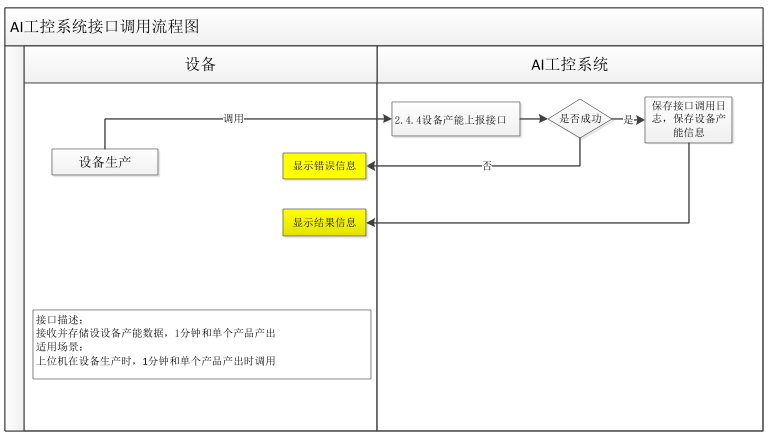 AI工控系统接口调用流程图
设备
AI工控系统
调用
2.4.4设备产能上报接口
是否成功
是
保存接口调用日
志，保存设备产
能信息
设备生产
显示错误信息
否
显示结果信息
接口描述：
接收并存储设设备产能数据，1分钟和单个产品产出
适用场景：
上位机在设备生产时，1分钟和单个产品产出时调用